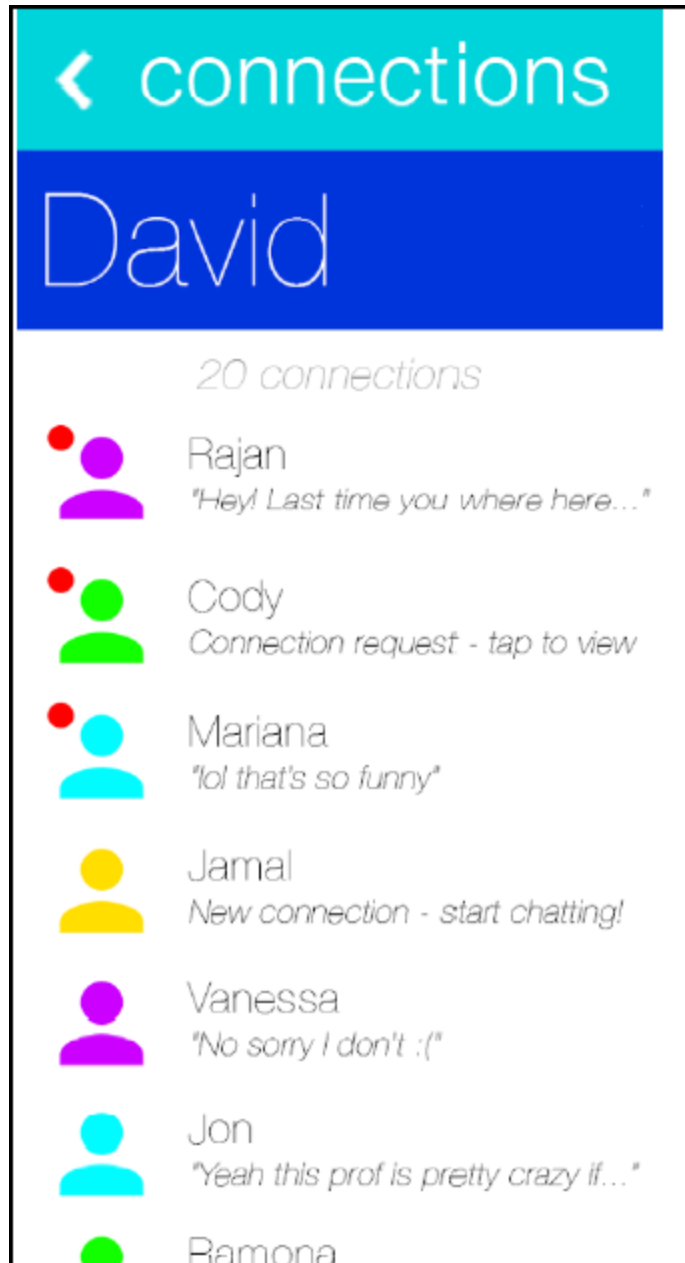 connections
David
20 connections
Rajan
"Hey! Last time you where here..."
Cody
Connection request - tap to view
Mariana
"lol that's so funny"
Jamal
New connection - start chatting!
Vanessa
"No sorry I don't :("
Jon
"Yeah this prof is pretty crazy if..."
Ramona